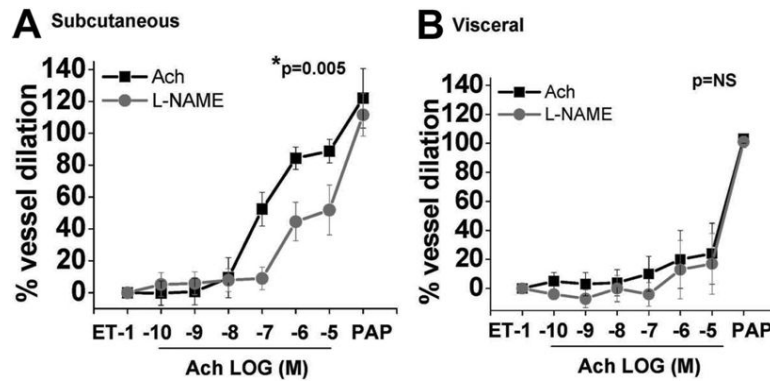 A Subcutaneous
*p=0.005
Ach
L-NAME
% vessel dilation
140
120
100
80
60
40
20
0
ET-1 -10 -9 -8 -7 -6 -5 PAP
Ach LOG (M)
B Visceral
p=NS
Ach
L-NAME
% vessel dilation
140
120
100
80
60
40
20
0
ET-1 -10 -9 -8 -7 -6 -5 PAP
Ach LOG (M)